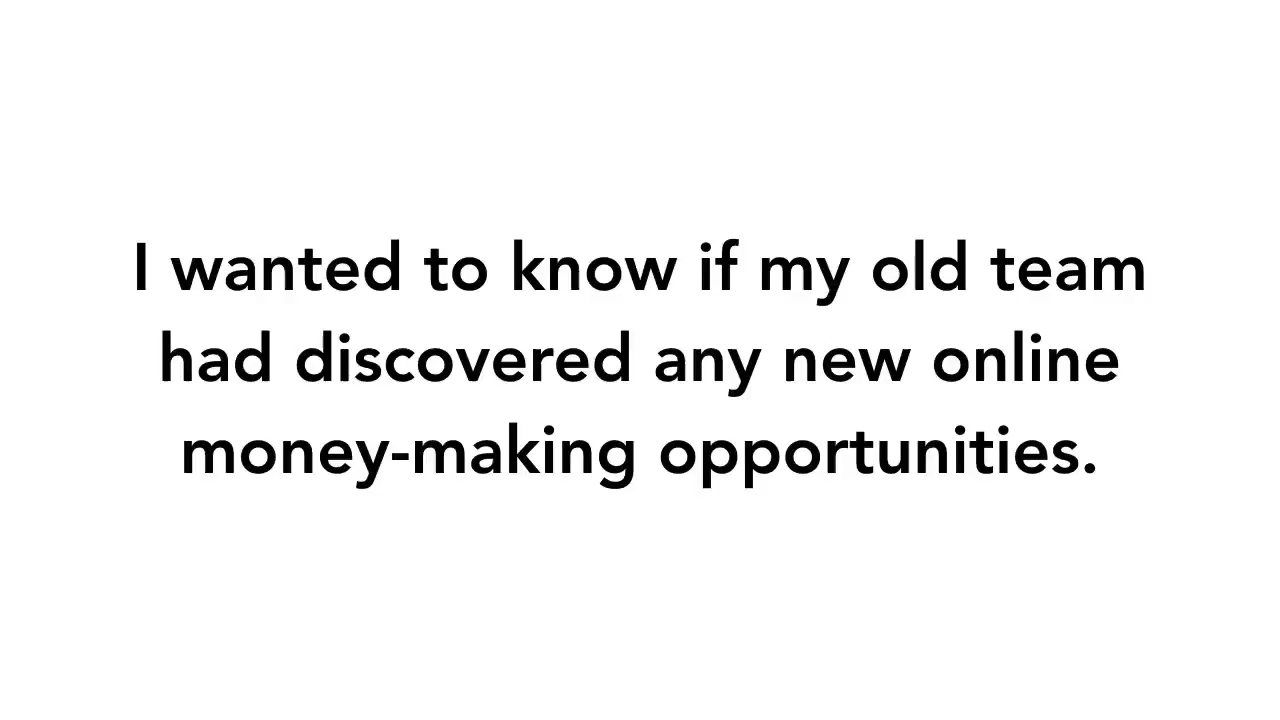 I wanted to know if my old team
had discovered any new online
money-making opportunities.